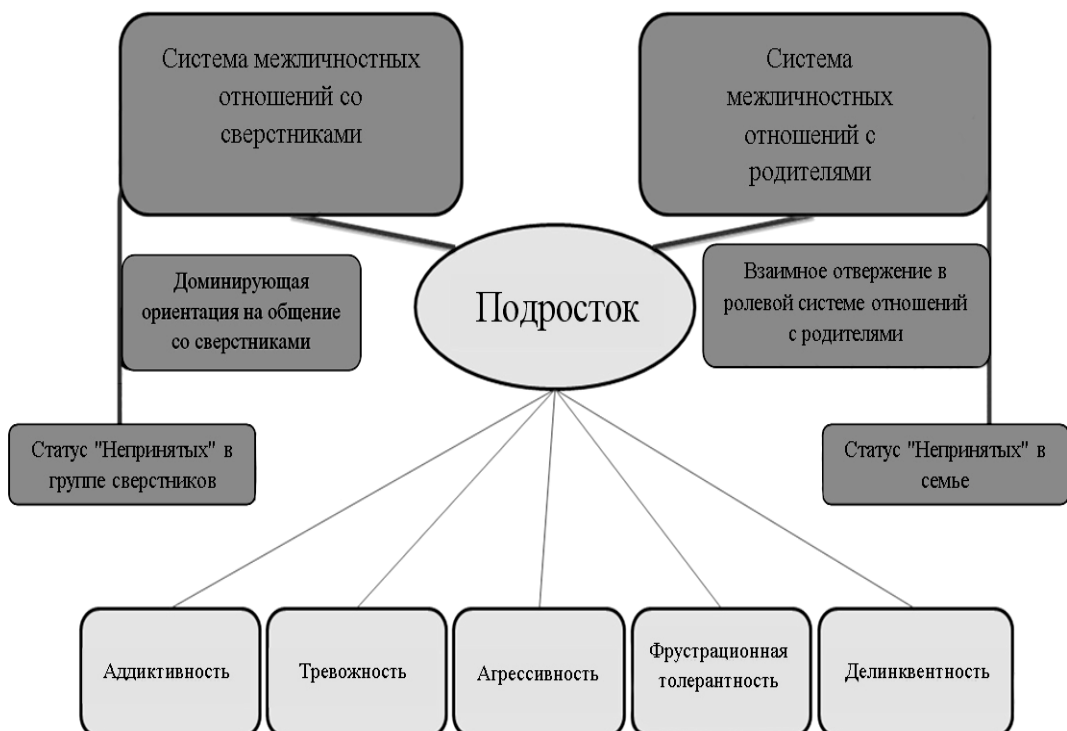 Система межличностных
отношений со
сверстниками
Система
межличностных
отношений с
родителями
Доминирующая
ориентация на общение
со сверстниками
Подросток
Взаимное отвержение в
ролевой системе отношений
с родителями
Статус "Непринятых" в
группе сверстников
Статус "Непринятых" в
семье
Аддиктивность
Тревожность
Агрессивность
Фрустрационная
толерантность
Делинквентность